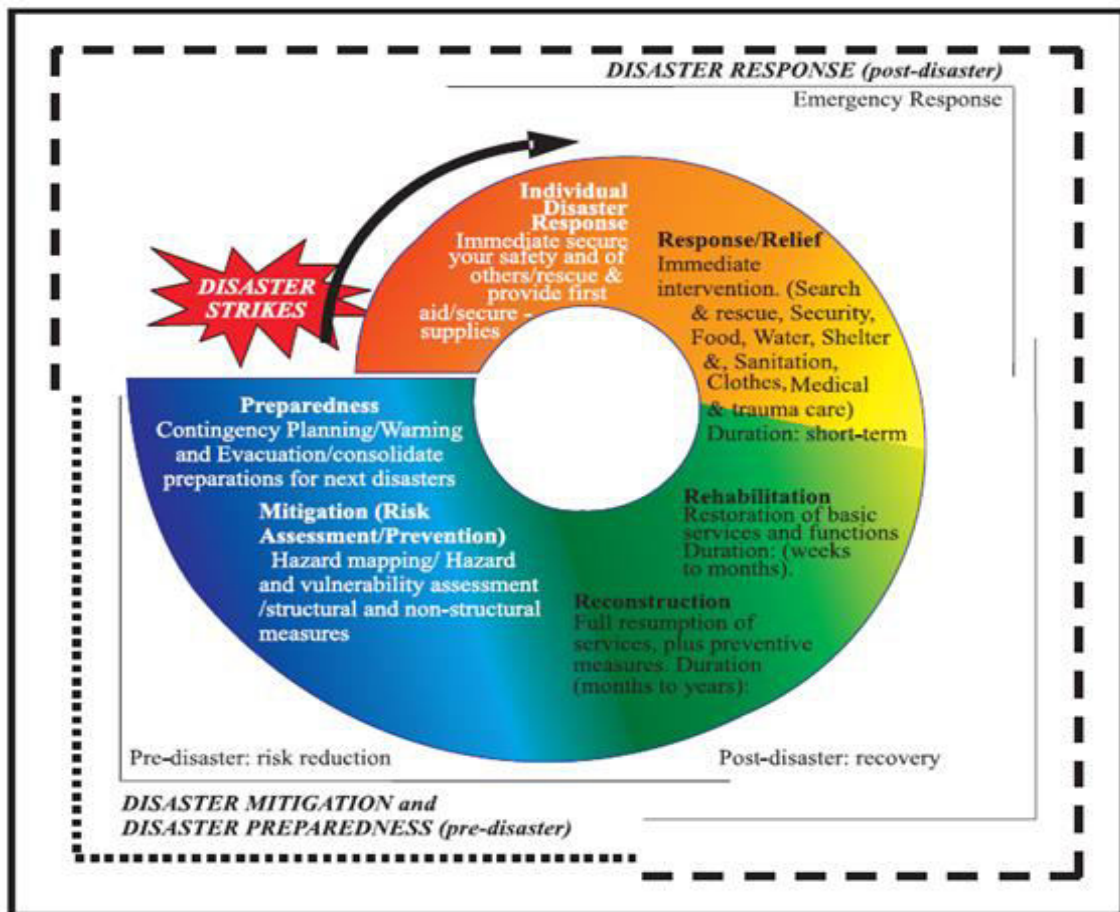 DISASTER RESPONSE (post-disaster)
Emergency Response
DISASTER
STRIKES
Individual
Disaster
Response
Immediate secure
your safety and of
others/rescue &
provide first
aid/secure -
supplies
Response/Relief
Immediate
intervention. (Search
& rescue, Security,
Food, Water, Shelter
&, Sanitation,
Clothes, Medical
& trauma care)
Duration: short-term
Rehabilitation
Restoration of basic
services and functions
Duration: (weeks
to months).
Reconstruction
Full resumption of
services, plus preventive
measures. Duration
(months to years):
Preparedness
Contingency Planning/Warning
and Evacuation/consolidate
preparations for next disasters
Mitigation (Risk
Assessment/Prevention)
Hazard mapping/ Hazard
and vulnerability assessment
/structural and non-structural
measures
Pre-disaster: risk reduction
Post-disaster: recovery
DISASTER MITIGATION and
DISASTER PREPAREDNESS (pre-disaster)